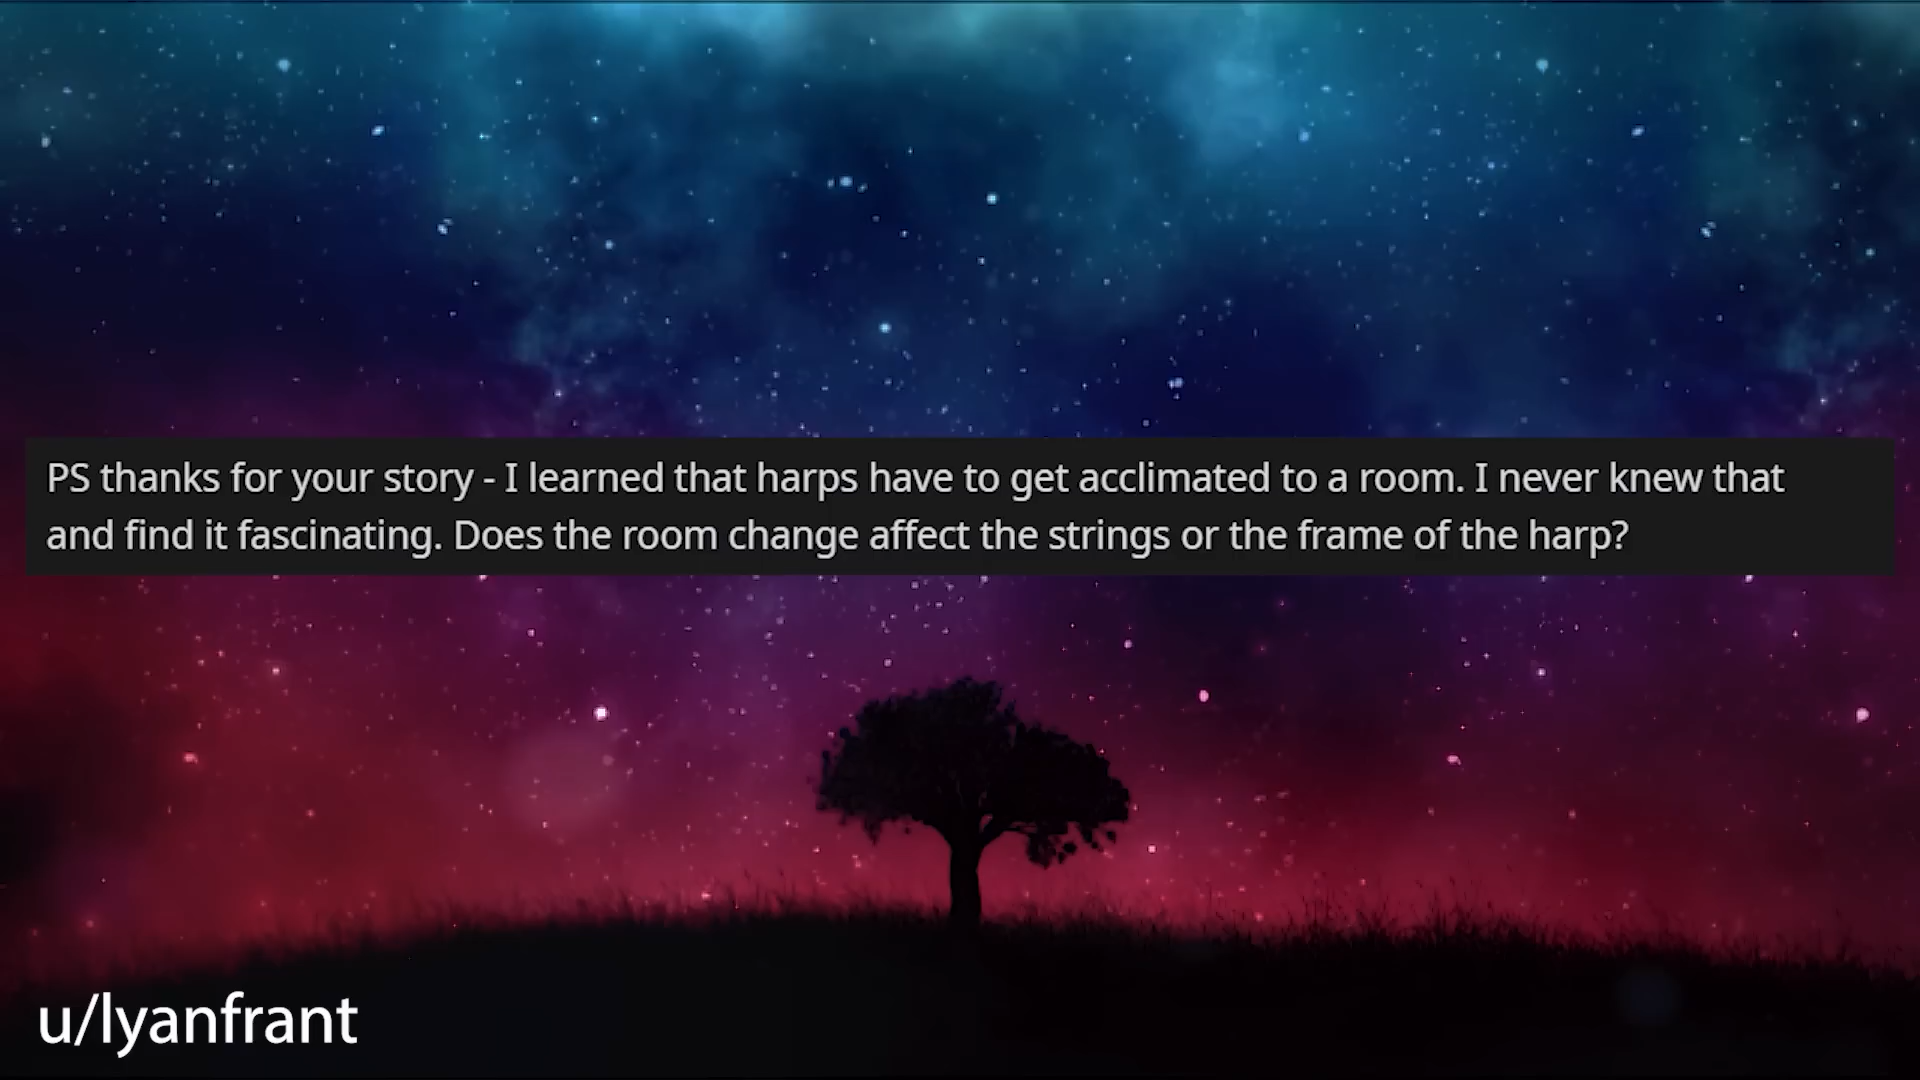 PS thanks for your story - I learned that harps have to get acclimated to a room. I never knew that
and find it fascinating. Does the room change affect the strings or the frame of the harp?
u/lyanfrant